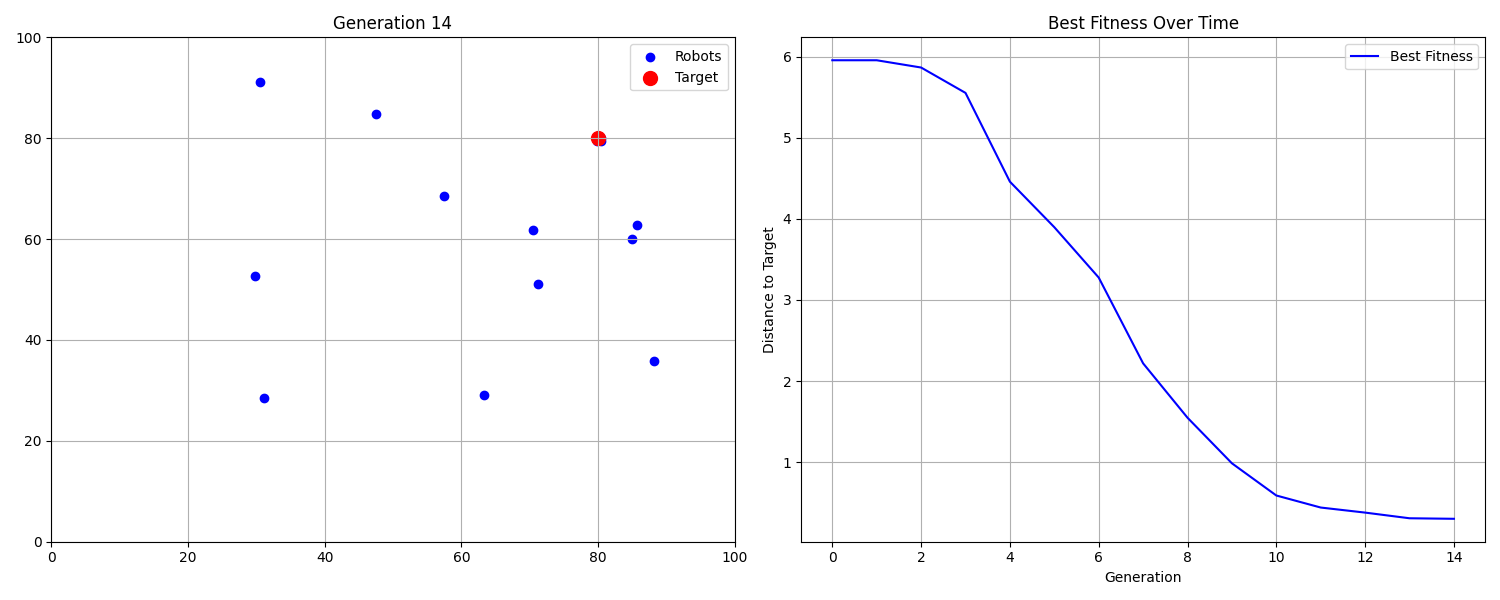 Generation 14
100
80
60
40
20
0
0 20 40 60 80 100
Robots
Target
Best Fitness Over Time
Distance to Target
6
5
4
3
2
1
0 2 4 6 8 10 12 14
Generation
Best Fitness